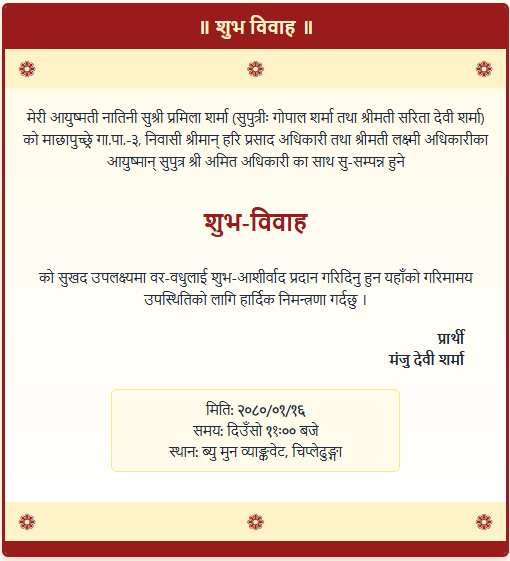 ॥ शुभ विवाह ॥
मेरी आयुष्मती नातिनी सुश्री प्रमिला शर्मा (सुपुत्रीः गोपाल शर्मा तथा श्रीमती सरिता देवी शर्मा)
को माछापुच्छ्रे गा.पा.-३, निवासी श्रीमान् हरि प्रसाद अधिकारी तथा श्रीमती लक्ष्मी अधिकारीका
आयुष्मान् सुपुत्र श्री अमित अधिकारी का साथ सु-सम्पन्न हुने
शुभ-विवाह
को सुखद उपलक्ष्यमा वर-वधुलाई शुभ-आशीर्वाद प्रदान गरिदिनु हुन यहाँको गरिमामय
उपस्थितिको लागि हार्दिक निमन्त्रणा गर्दछु ।
प्रार्थी
मंजु देवी शर्मा
मिति: २०८०/०१/१६
समय: दिउँसो ११:०० बजे
स्थान: ब्यु मुन व्याङ्कवेट, चिप्लेढुङ्गा